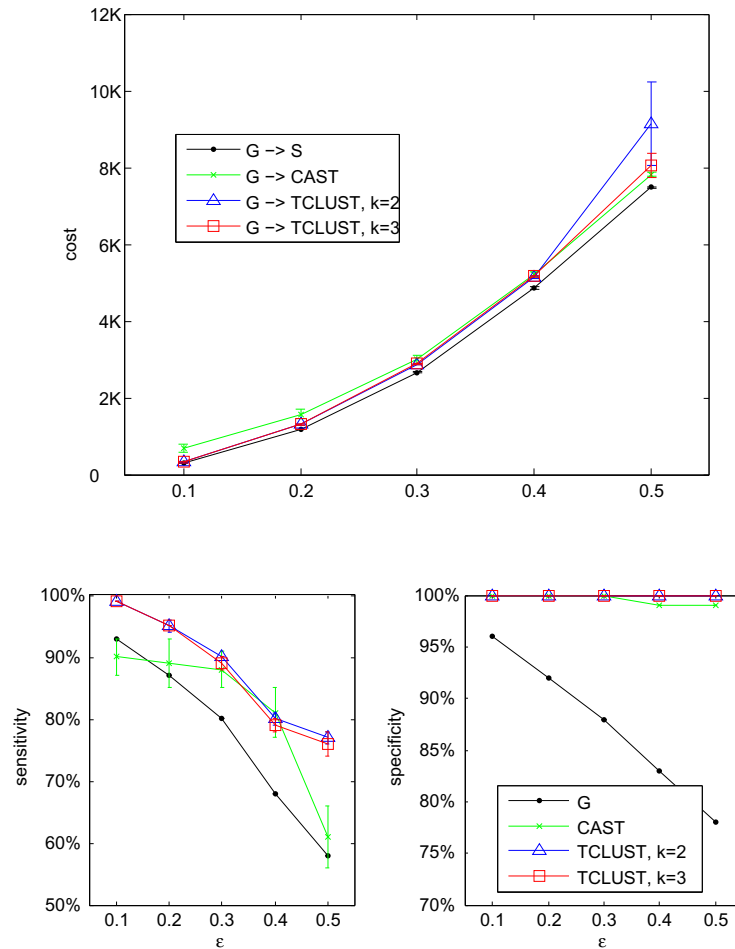 12K
10K
8K
6K
4K
2K
0
cost
G −> S
G −> CAST
G −> TCLUST, k=2
G −> TCLUST, k=3
0.1 0.2 0.3 0.4 0.5
100%
90%
80%
70%
60%
50%
sensitivity
0.1 0.2 0.3 0.4 0.5
ε
100%
95%
90%
85%
80%
75%
70%
specificity
G
CAST
TCLUST, k=2
TCLUST, k=3
0.1 0.2 0.3 0.4 0.5
ε